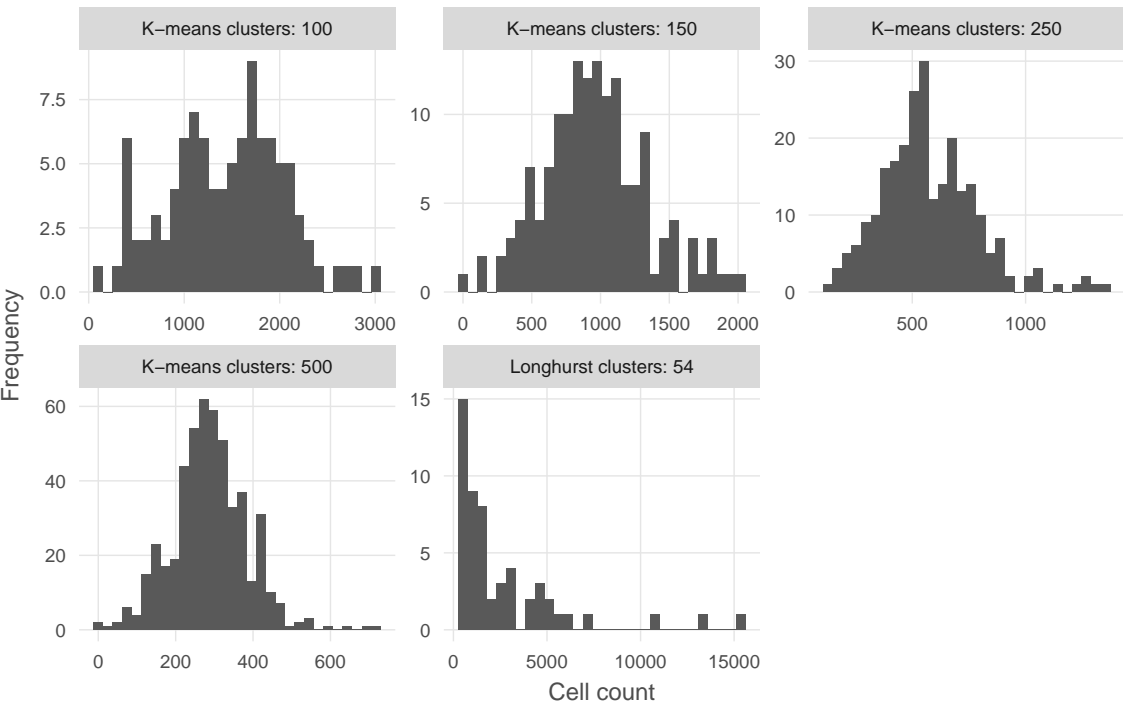 K−means clusters: 100
K−means clusters: 150
K−means clusters: 250
7.5
5.0
2.5
0.0
0 1000 2000 3000
10
5
0
0 500 1000 1500 2000
30
20
10
0
500 1000
Frequency
K−means clusters: 500
Longhurst clusters: 54
60
40
20
0
0 200 400 600
15
10
5
0
0 5000 10000 15000
Cell count